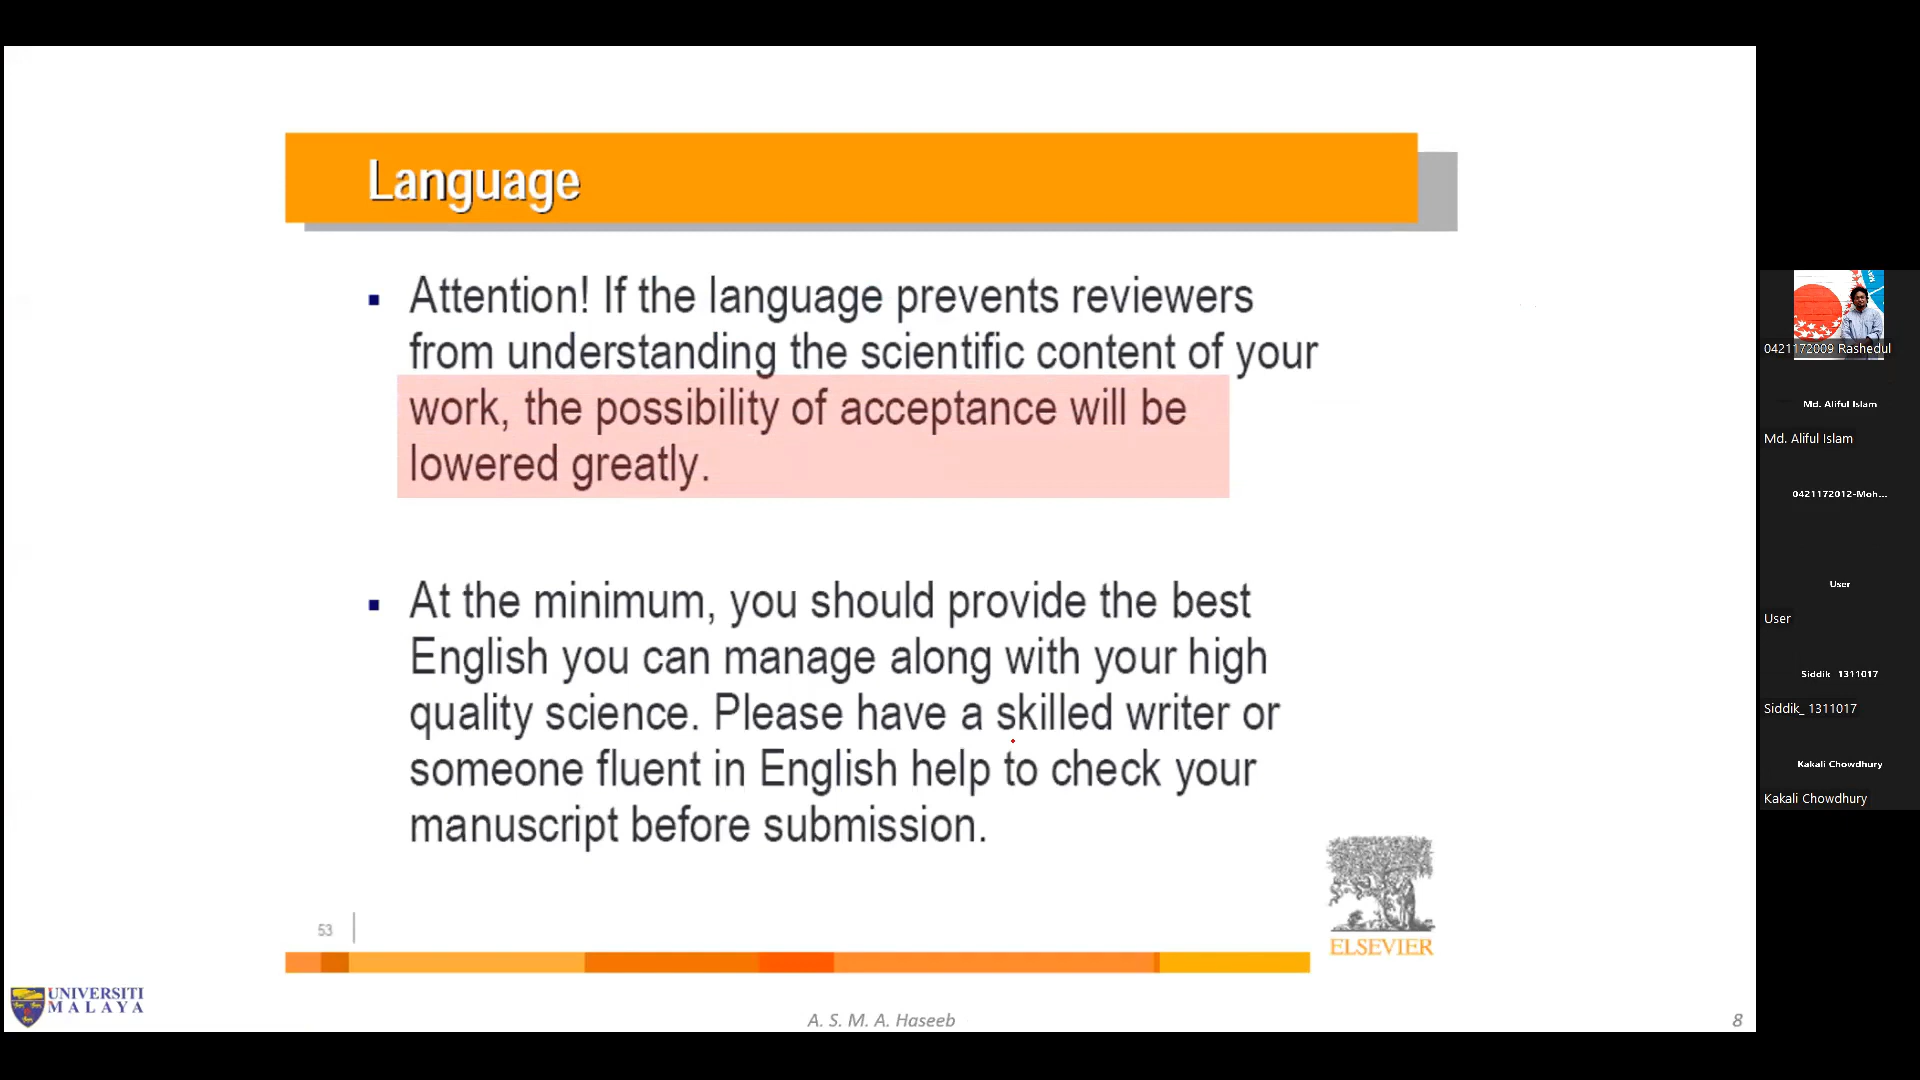 Language
▪ Attention! If the language prevents reviewers
from understanding the scientific content of your
work, the possibility of acceptance will be
lowered greatly.
▪ At the minimum, you should provide the best
English you can manage along with your high
quality science. Please have a skilled writer or
someone fluent in English help to check your
manuscript before submission.
53
ELSEVIER
UNIVERSITI
MALAYA
A. S. M. A. Haseeb
8
0421172009 Rashedul
Md. Aliful Islam
Md. Aliful Islam
0421172012-Moh...
User
User
Siddik_ 1311017
Siddik_ 1311017
Kakali Chowdhury
Kakali Chowdhury